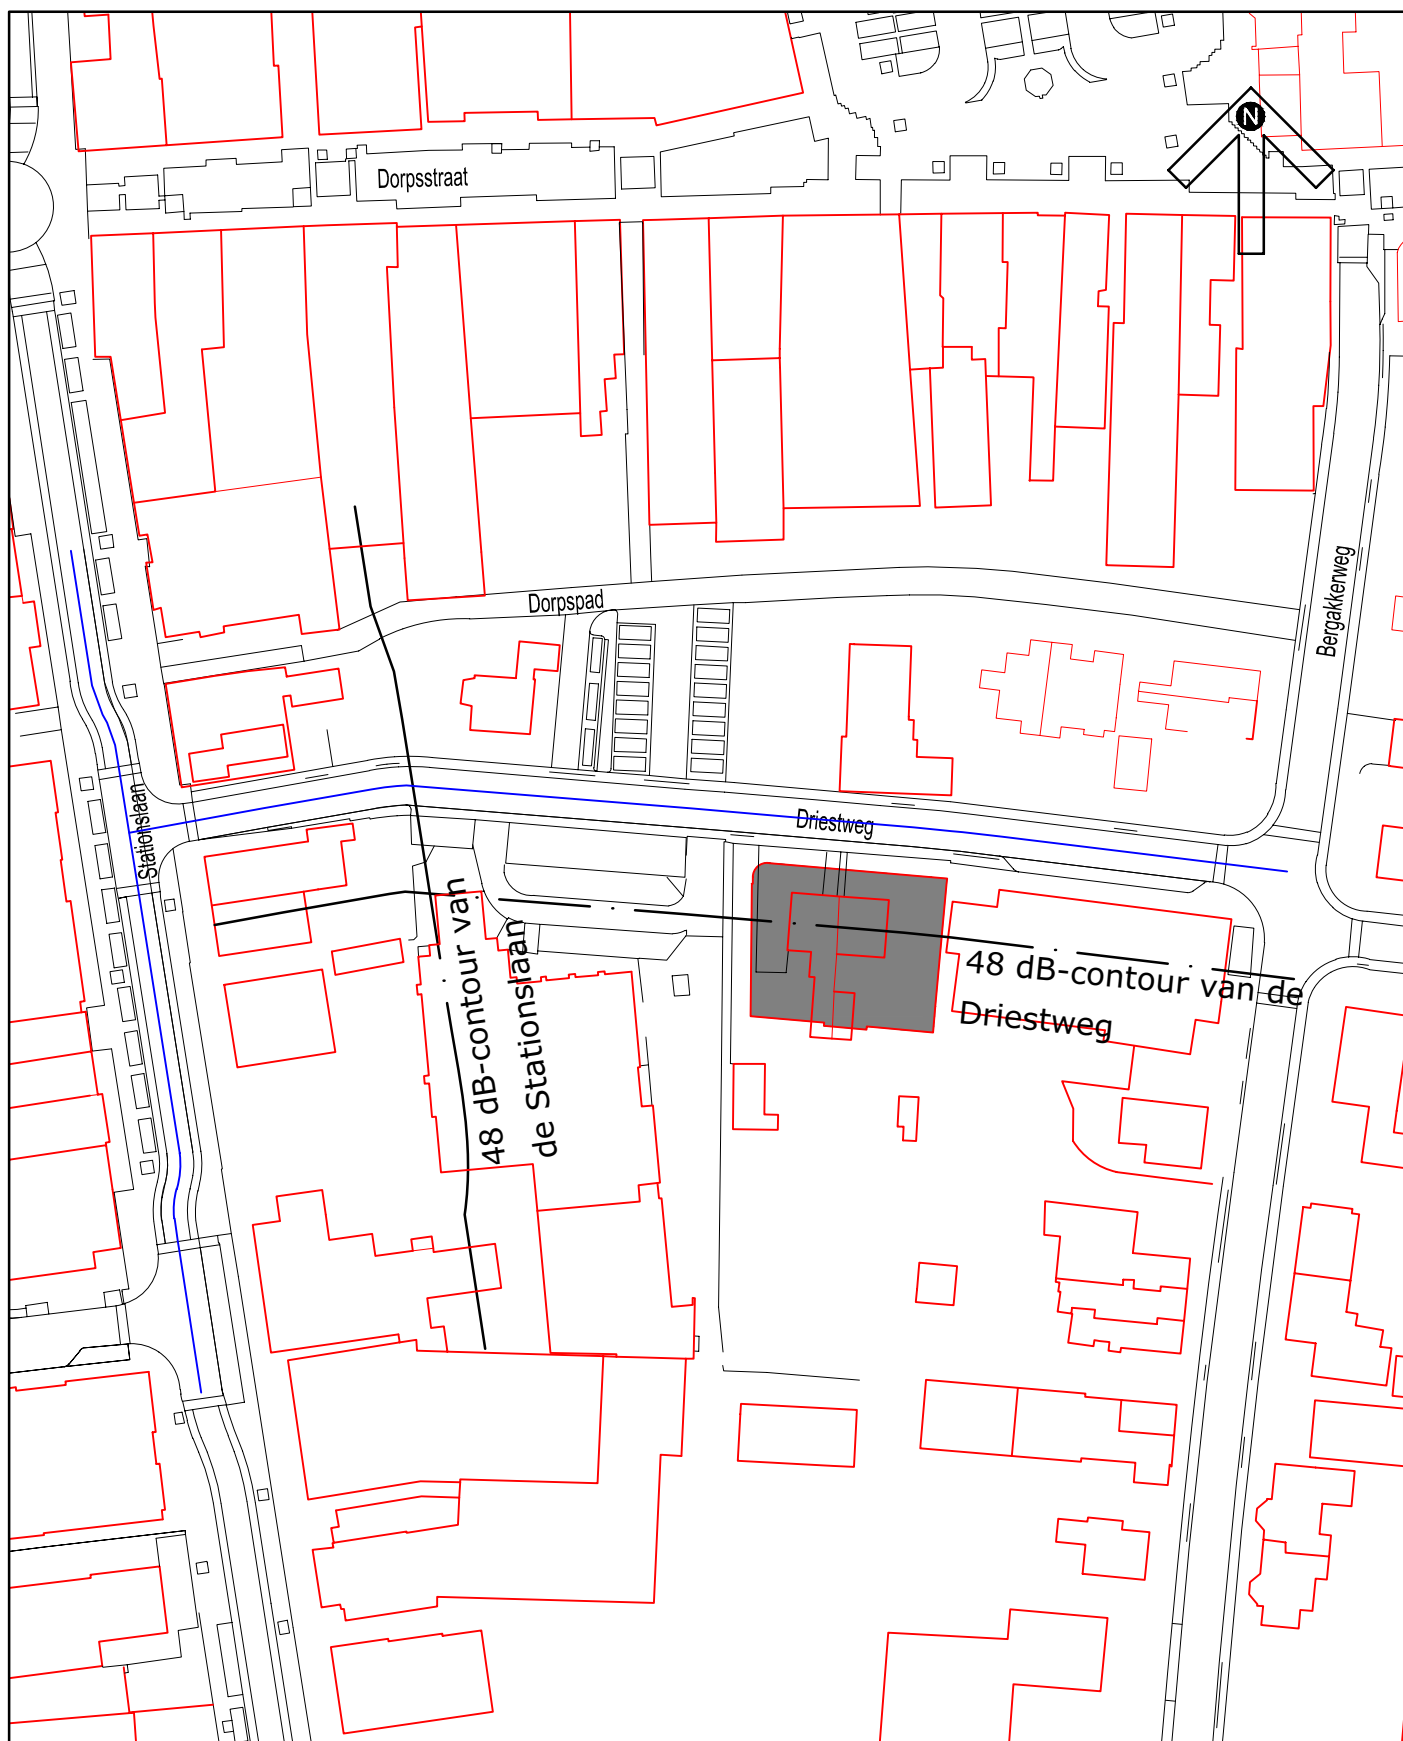 N
Dorpsstraat
Dorpspad
Bergakkerweg
Stationslaan
Driestweg
48 dB-contour van
de Stationslaan
48 dB-contour van de
Driestweg